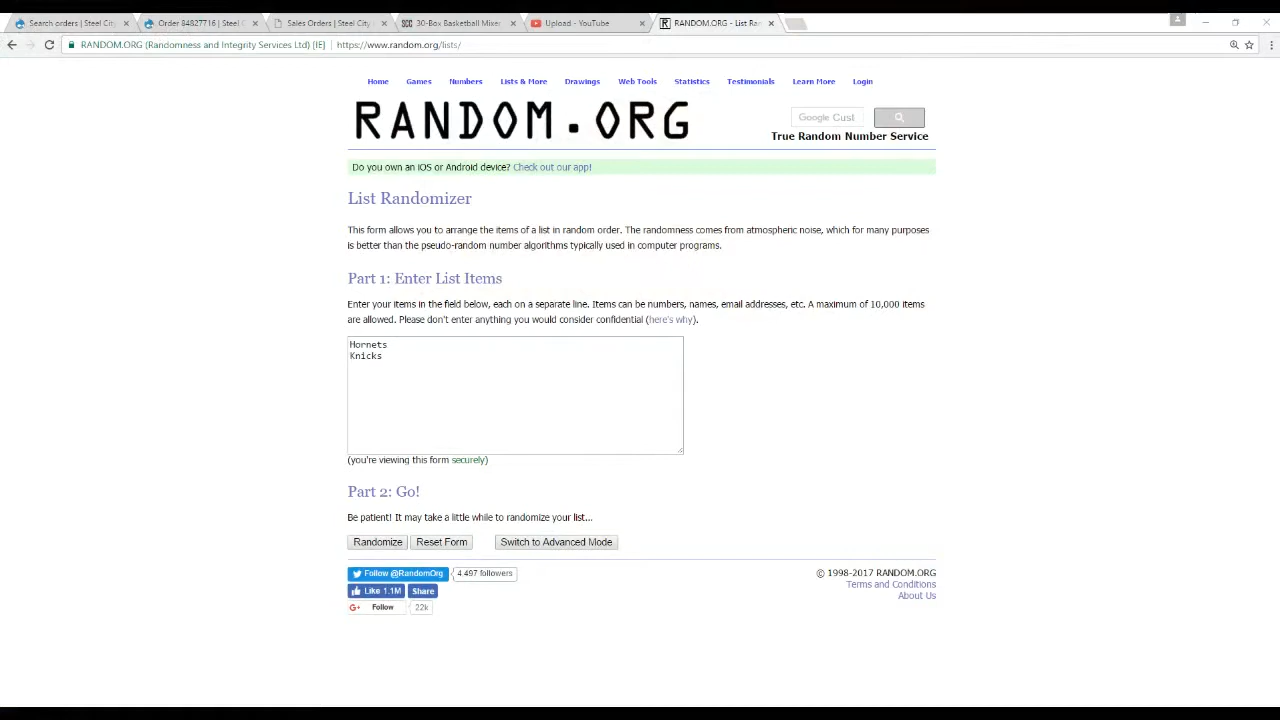 Search orders | Steel City
Order 84827716 | Steel C
Sales Orders | Steel City
30-Box Basketball Mixer
Upload - YouTube
RANDOM.ORG - List Ra
RANDOM.ORG (Randomness and Integrity Services Ltd) [IE]
https://www.random.org/lists/
Home Games Numbers Lists & More Drawings Web Tools Statistics Testimonials Learn More Login
RANDOM.ORG
Google Cust
True Random Number Service
Do you own an iOS or Android device? Check out our app!
List Randomizer
This form allows you to arrange the items of a list in random order. The randomness comes from atmospheric noise, which for many purposes
is better than the pseudo-random number algorithms typically used in computer programs.
Part 1: Enter List Items
Enter your items in the field below, each on a separate line. Items can be numbers, names, email addresses, etc. A maximum of 10,000 items
are allowed. Please don't enter anything you would consider confidential (here's why).
Hornets
Knicks
(you're viewing this form securely)
Part 2: Go!
Be patient! It may take a little while to randomize your list...
Randomize Reset Form Switch to Advanced Mode
Follow @RandomOrg 4,497 followers
Like 1.1M Share
G+ Follow 22k
© 1998-2017 RANDOM.ORG
Terms and Conditions
About Us